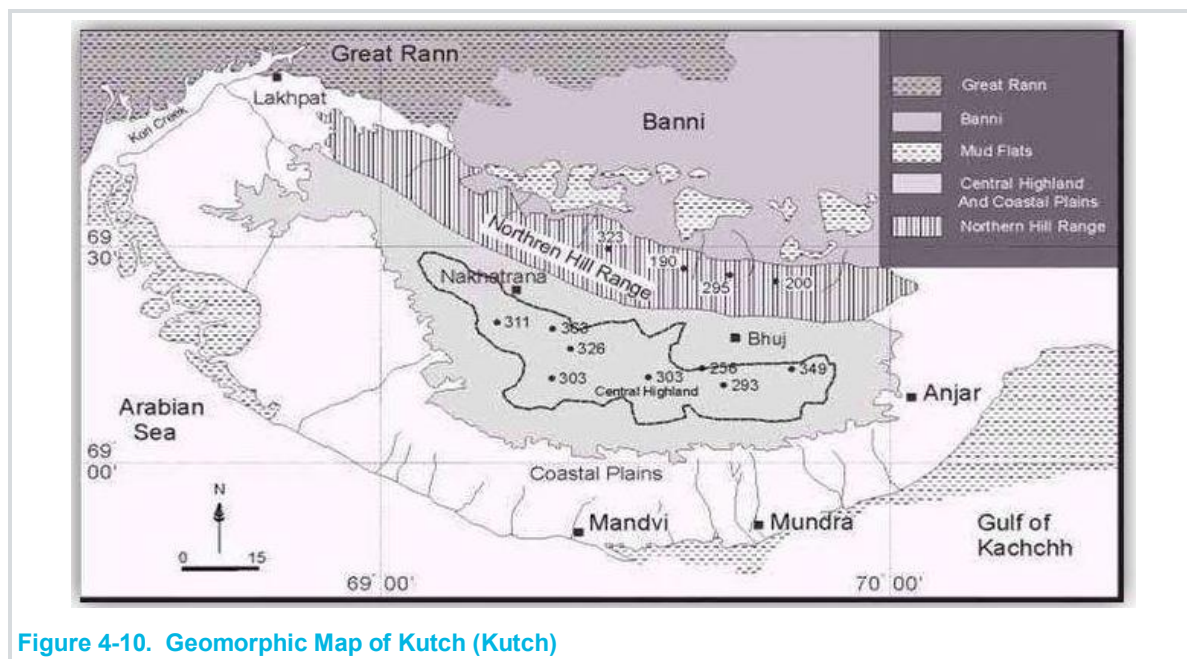 Great Rann
Lakhpat
Kori Creek
Banni
Great Rann
Banni
Mud Flats
Central Highland
And Coastal Plains
Northern Hill Range
69
30'
Northren Hill Range
323
190
295
200
Nakhatrana
311
363
326
303
303
Central Highland
Bhuj
256
293
349
Anjar
Arabian
Sea
69
00'
Coastal Plains
N
0 15
Mandvi
Mundra
Gulf of
Kachchh
69° 00'
70° 00'
Figure 4-10. Geomorphic Map of Kutch (Kutch)